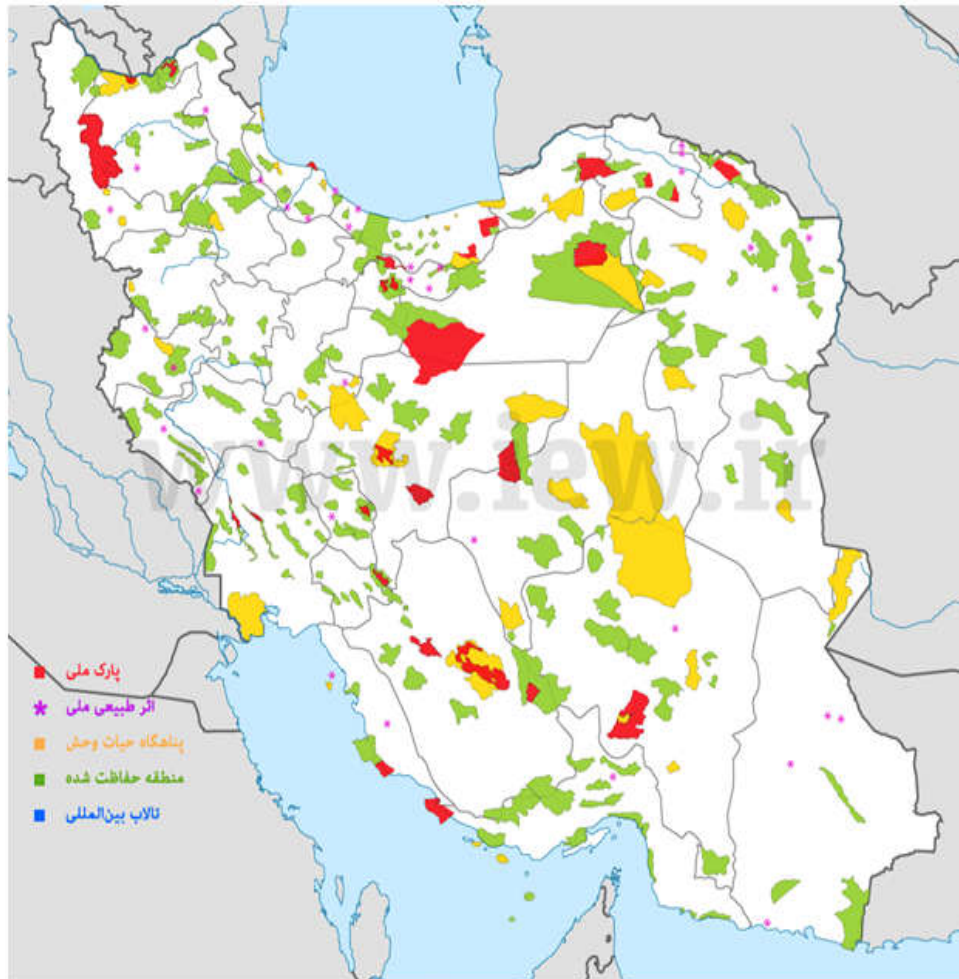 www.iew.ir
پارک ملی
اثر طبیعی ملی
پناهگاه حیات وحش
منطقه حفاظت شده
تالاب بین‌المللی